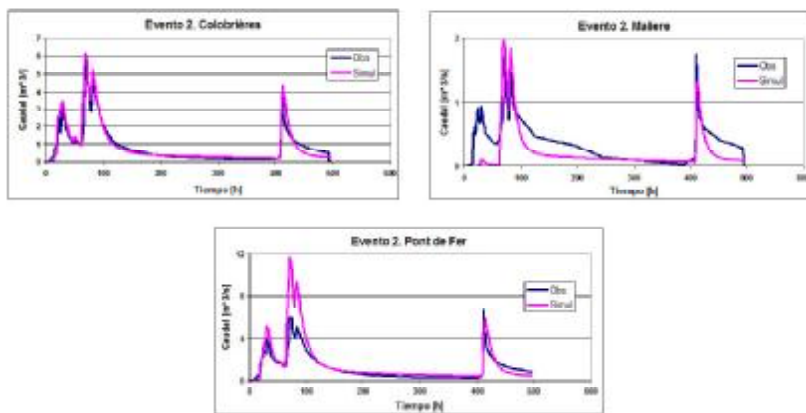 Evento 2. Colobrières
Caudal [m^3/
7
6
5
4
3
2
1
0
Obs
Simul
0 100 200 300 400 500 600
Tiempo [h]
Evento 2. Maliere
Caudal [m^3/s]
2
1
0
Obs
Simul
0 100 200 300 400 500 600
Tiempo [h]
Evento 2. Pont de Fer
Caudal [m^3/s]
12
8
4
0
Obs
Simul
0 100 200 300 400 500 600
Tiempo [h]